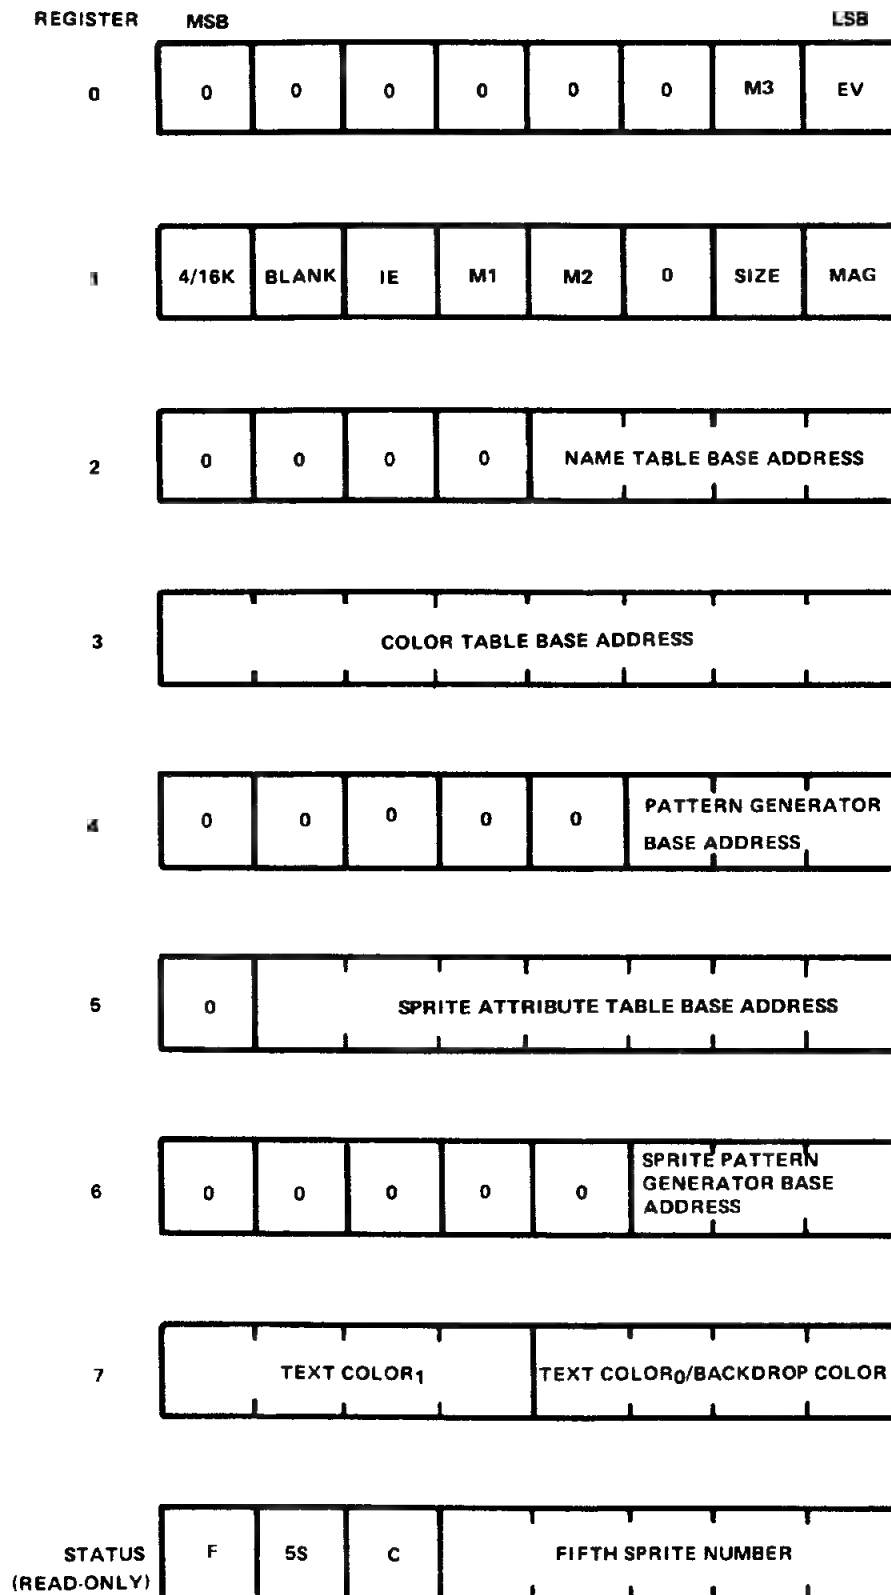 REGISTER MSB LSB
0 0 0 0 0 0 0 M3 EV
1 4/16K BLANK IE M1 M2 0 SIZE MAG
2 0 0 0 0 NAME TABLE BASE ADDRESS
3 COLOR TABLE BASE ADDRESS
4 0 0 0 0 0 PATTERN GENERATOR
BASE ADDRESS
5 0 SPRITE ATTRIBUTE TABLE BASE ADDRESS
6 0 0 0 0 0 SPRITE PATTERN
GENERATOR BASE
ADDRESS
7 TEXT COLOR1 TEXT COLOR0/BACKDROP COLOR
STATUS F 5S C FIFTH SPRITE NUMBER
(READ-ONLY)